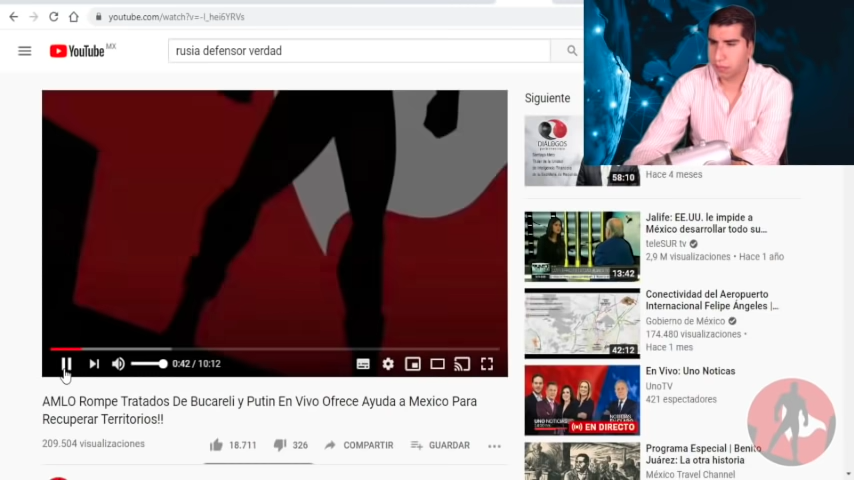 youtube.com/watch?v=-l_hei6YRVs
YouTube MX
rusia defensor verdad
Siguiente
DIÁLOGOS
58:10
Hace 4 meses
Jalife: EE.UU. le impide a
México desarrollar todo su...
teleSUR tv
2,9 M visualizaciones • Hace 1 año
13:42
Conectividad del Aeropuerto
Internacional Felipe Ángeles |...
Gobierno de México
174.480 visualizaciones •
Hace 1 mes
42:12
0:42 / 10:12
AMLO Rompe Tratados De Bucareli y Putin En Vivo Ofrece Ayuda a Mexico Para
Recuperar Territorios!!
209.504 visualizaciones
18.711
326
COMPARTIR
GUARDAR
En Vivo: Uno Noticas
UnoTV
421 espectadores
EN DIRECTO
Programa Especial | Benito
Juárez: La otra historia
Mexico Travel Channel